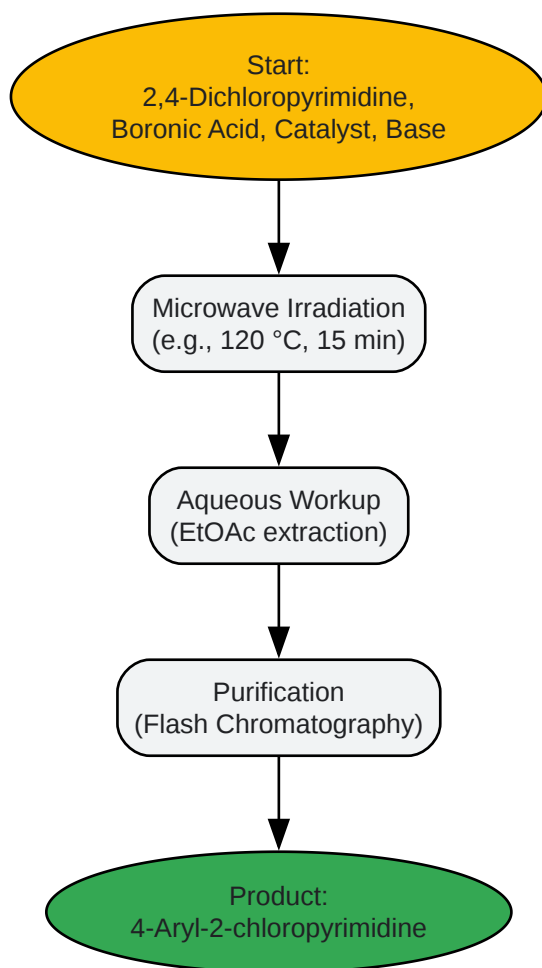 Start:
2,4-Dichloropyrimidine,
Boronic Acid, Catalyst, Base
Microwave Irradiation
(e.g., 120 °C, 15 min)
Aqueous Workup
(EtOAc extraction)
Purification
(Flash Chromatography)
Product:
4-Aryl-2-chloropyrimidine